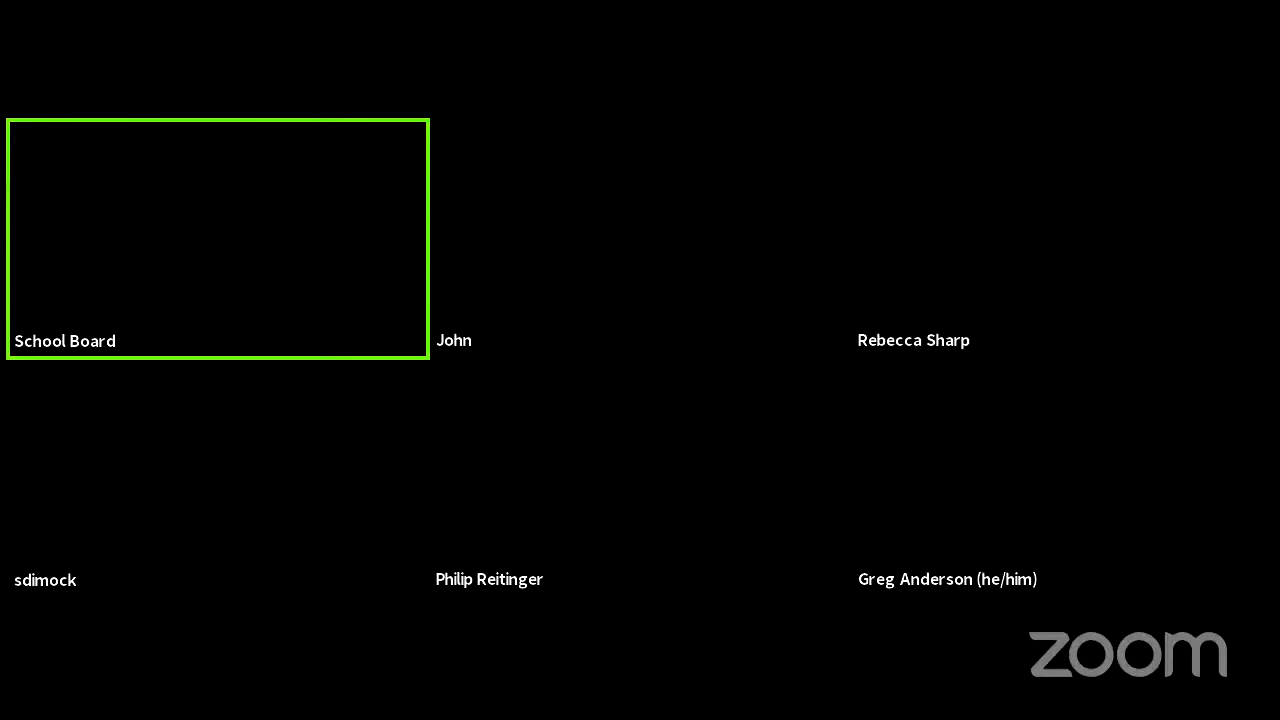 School Board
John
Rebecca Sharp
sdimock
Philip Reitinger
Greg Anderson (he/him)
zoom